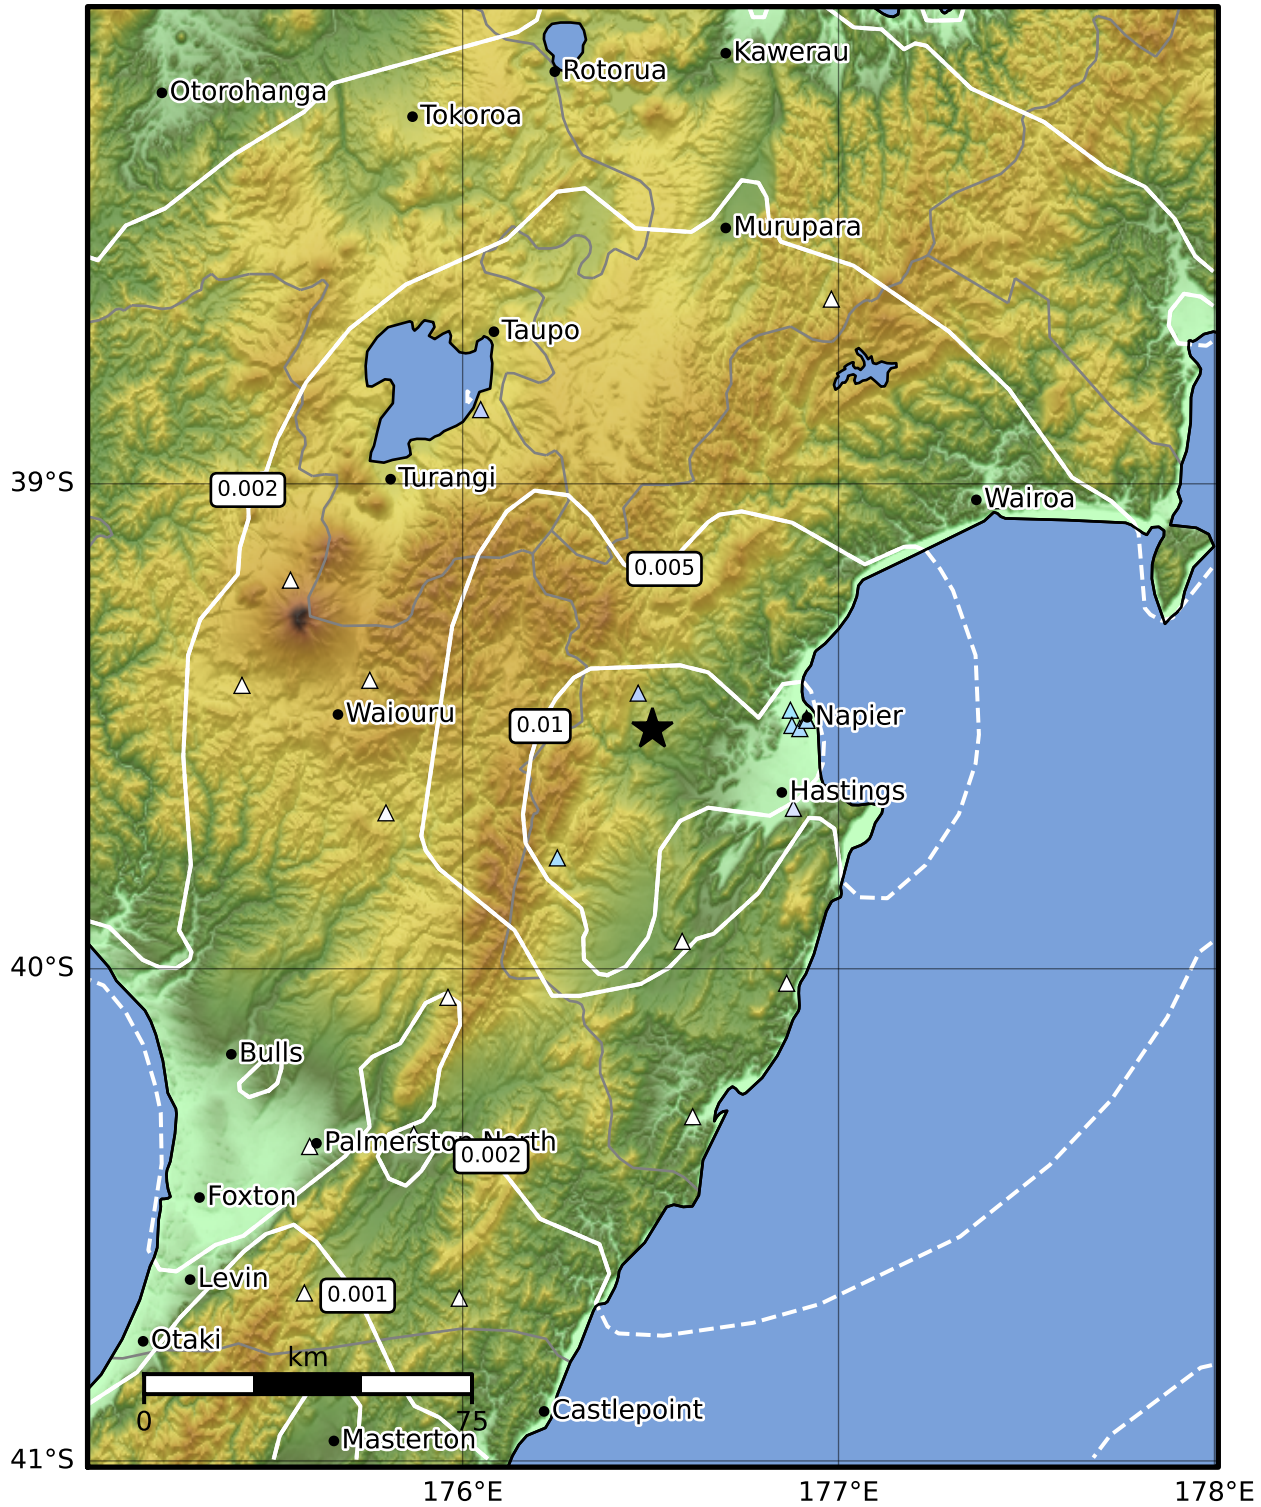 Kawerau
Rotorua
Otorohanga
Tokoroa
Murupara
Taupo
Turangi
39°S
0.002
Wairoa
0.005
Waiouru
0.01
Napier
Hastings
40°S
Bulls
Palmerston North
0.002
Foxton
Levin
0.001
Otaki
km
0
75
Castlepoint
Masterton
41°S
176°E
177°E
178°E